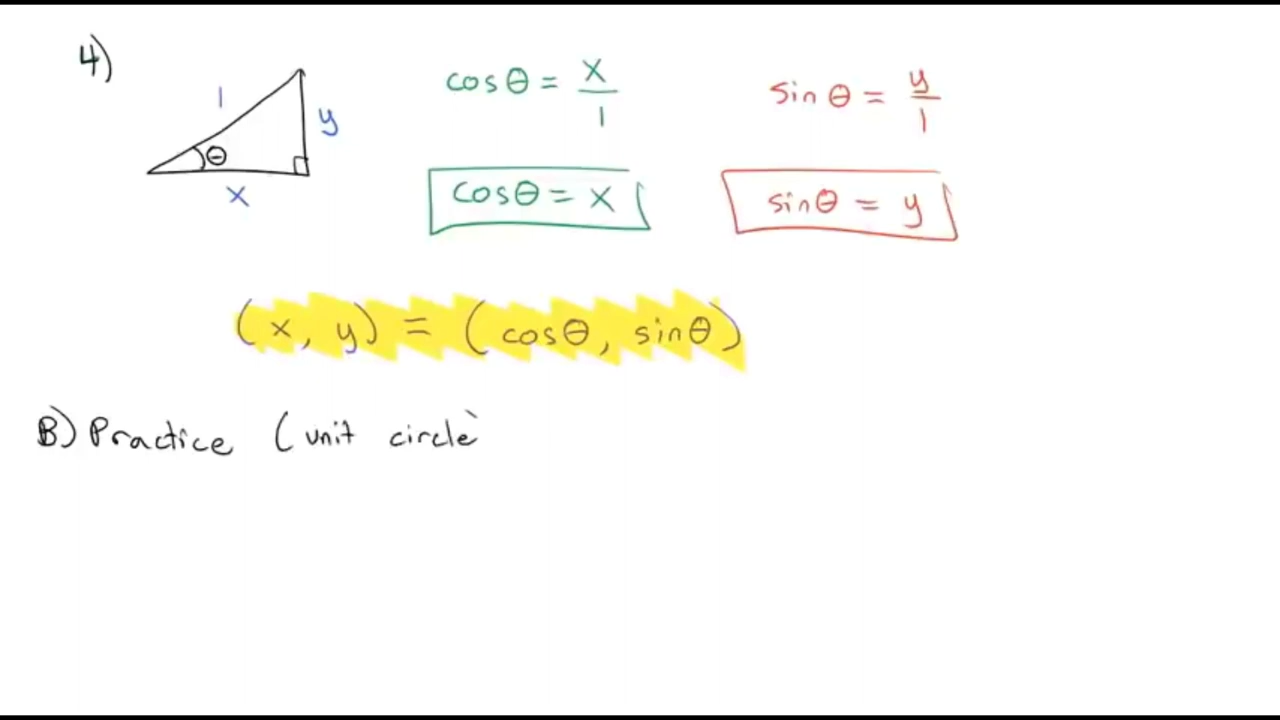 4)
1
θ
y
x
cosθ = x/1
sinθ = y/1
cosθ = x
sinθ = y
(x, y) = (cosθ, sinθ)
B) Practice (unit circle)